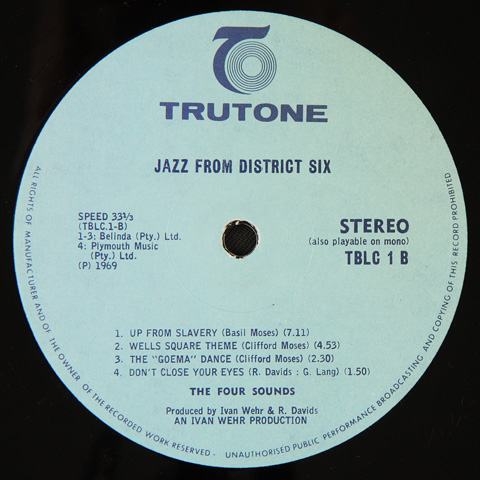 TRUTONE
JAZZ FROM DISTRICT SIX
SPEED 33⅓
(TBLC.1-B)
1-3: Belinda (Pty.) Ltd.
4: Plymouth Music
(Pty.) Ltd.
(P) 1969
STEREO
(also playable on mono)
TBLC 1 B
1. UP FROM SLAVERY (Basil Moses) (7.11)
2. WELLS SQUARE THEME (Clifford Moses) (4.53)
3. THE "GOEMA" DANCE (Clifford Moses) (2.30)
4. DON'T CLOSE YOUR EYES (R. Davids : G. Lang) (1.50)
THE FOUR SOUNDS
Produced by Ivan Wehr & R. Davids
AN IVAN WEHR PRODUCTION
ALL RIGHTS OF MANUFACTURER AND OF THE OWNER OF THE RECORDED WORK RESERVED - UNAUTHORISED PUBLIC PERFORMANCE BROADCASTING AND COPYING OF THIS RECORD PROHIBITED